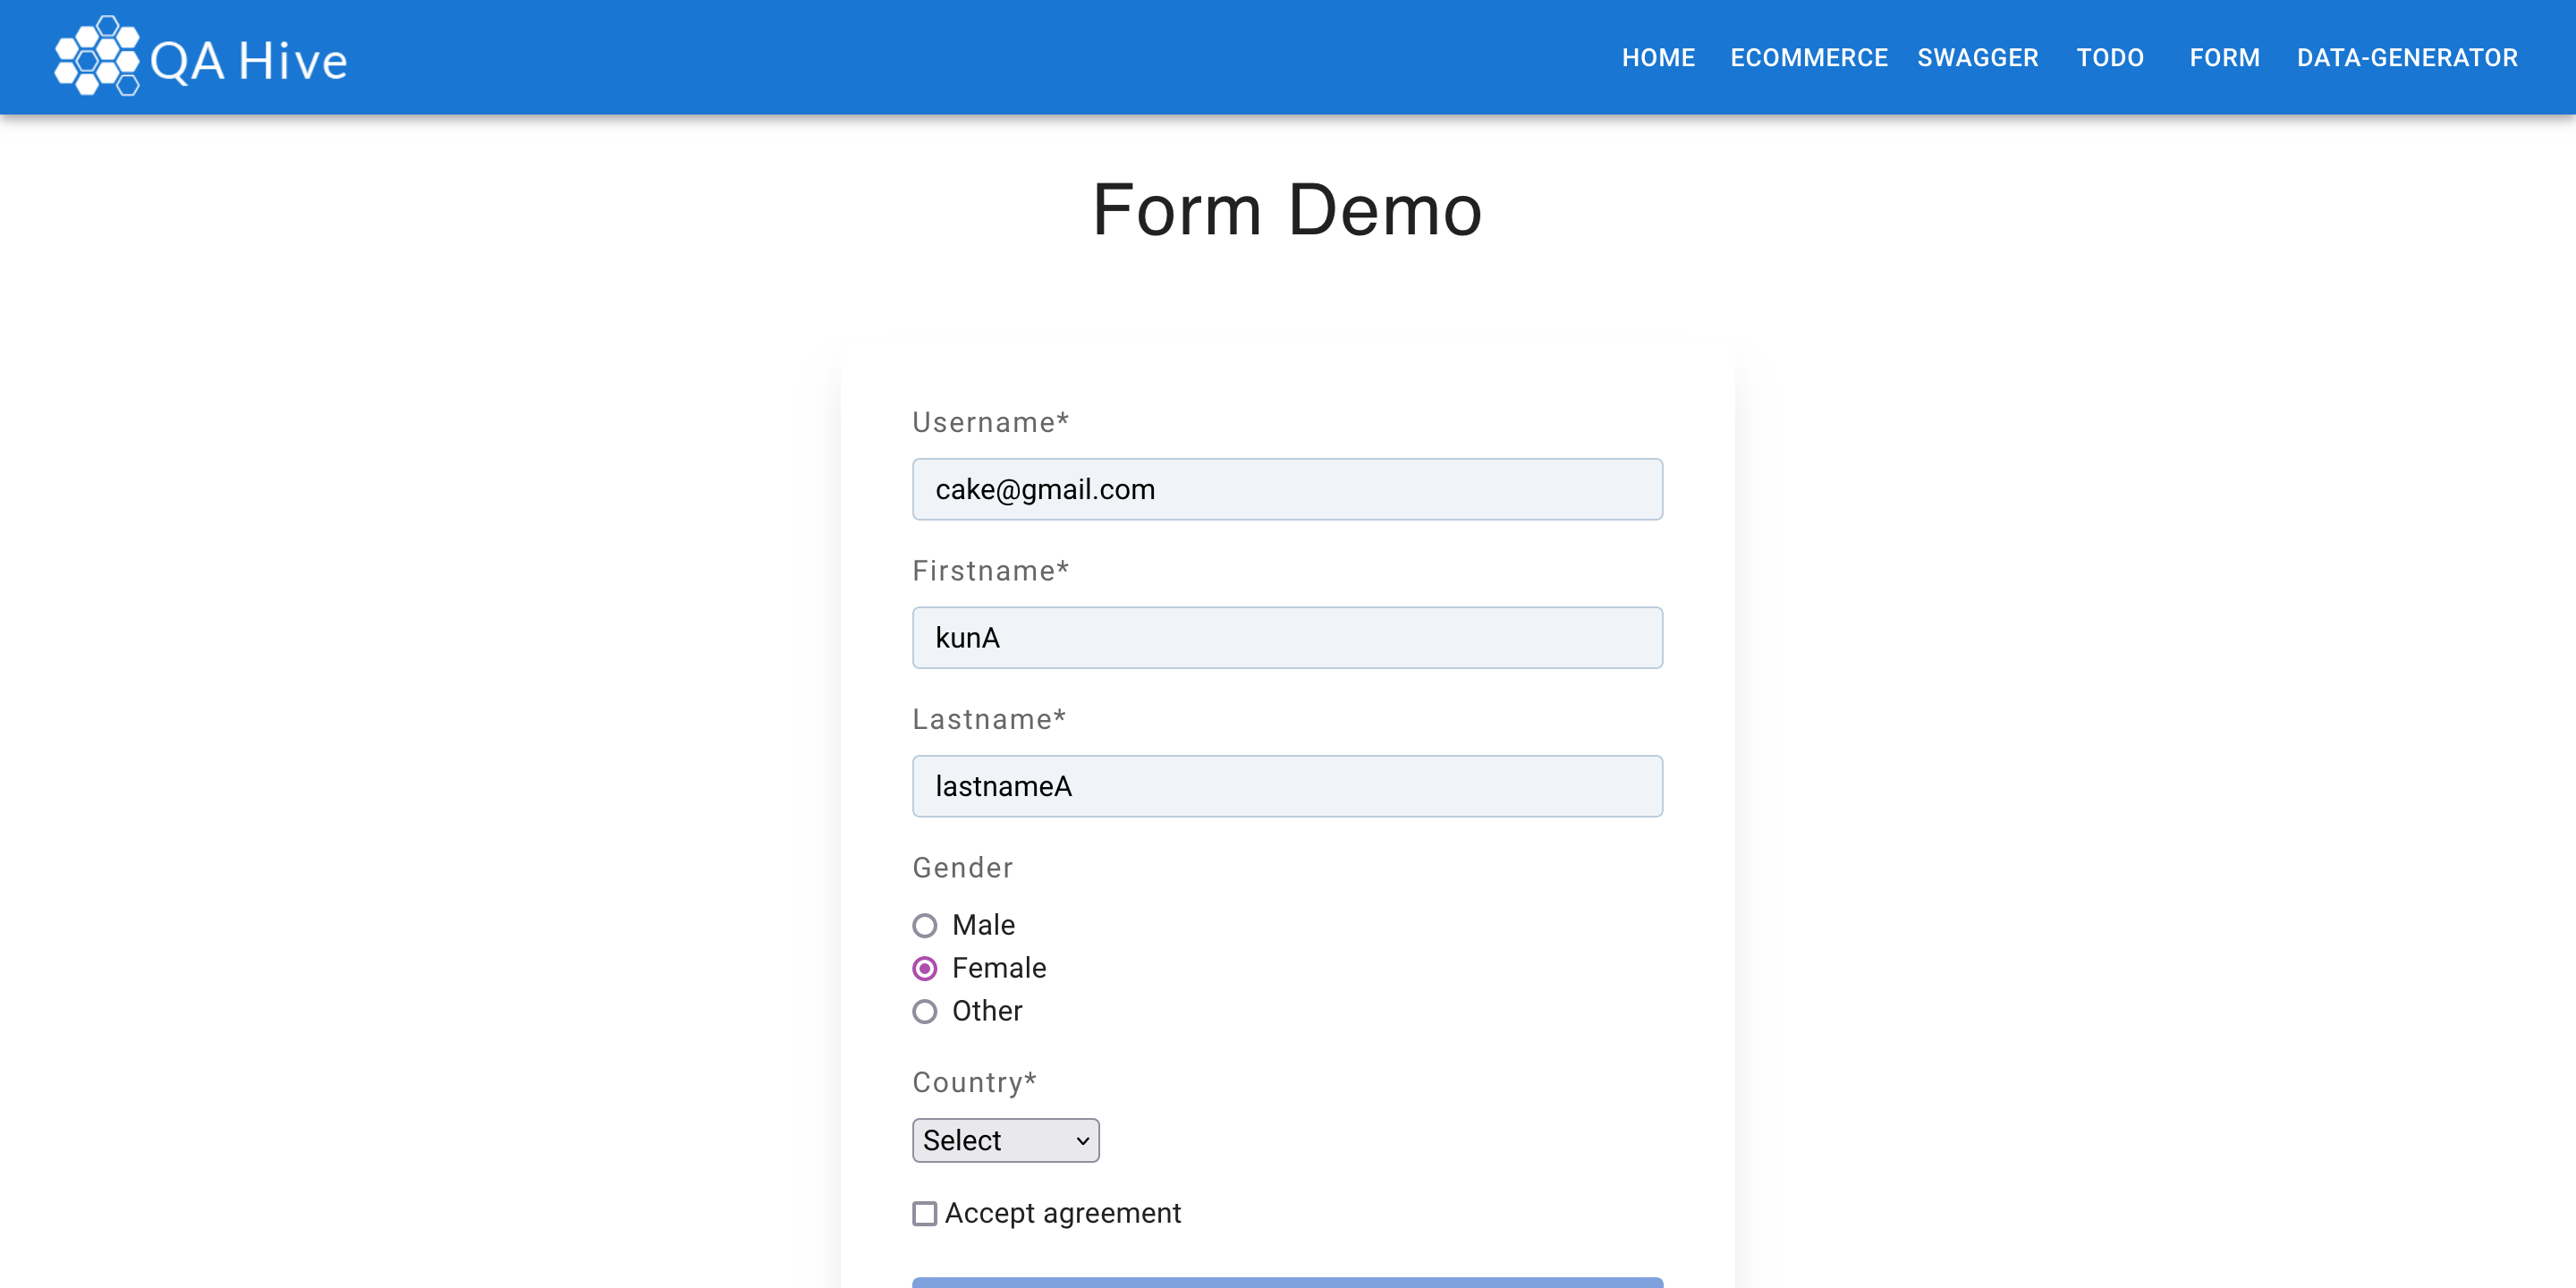 QA Hive
HOME ECOMMERCE SWAGGER TODO FORM DATA-GENERATOR
Form Demo
Username*
cake@gmail.com
Firstname*
kunA
Lastname*
lastnameA
Gender
Male
Female
Other
Country*
Select
Accept agreement